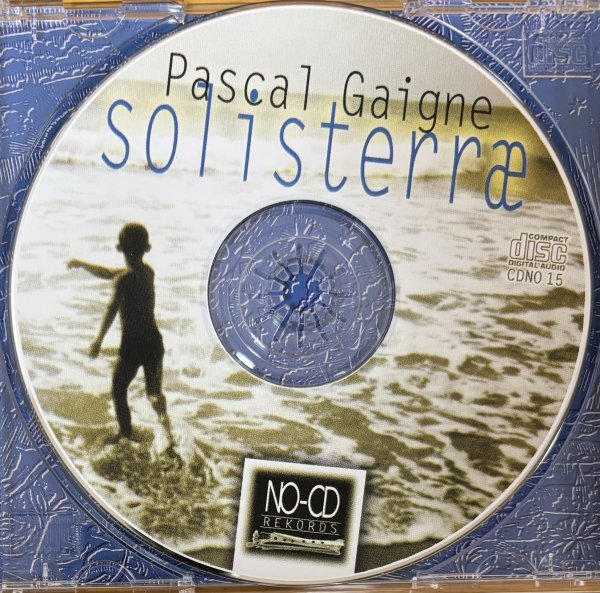 Pascal Gaigne
solisterræ
COMPACT
disc
DIGITAL AUDIO
CDNO 15
NO-CD
REKORDS